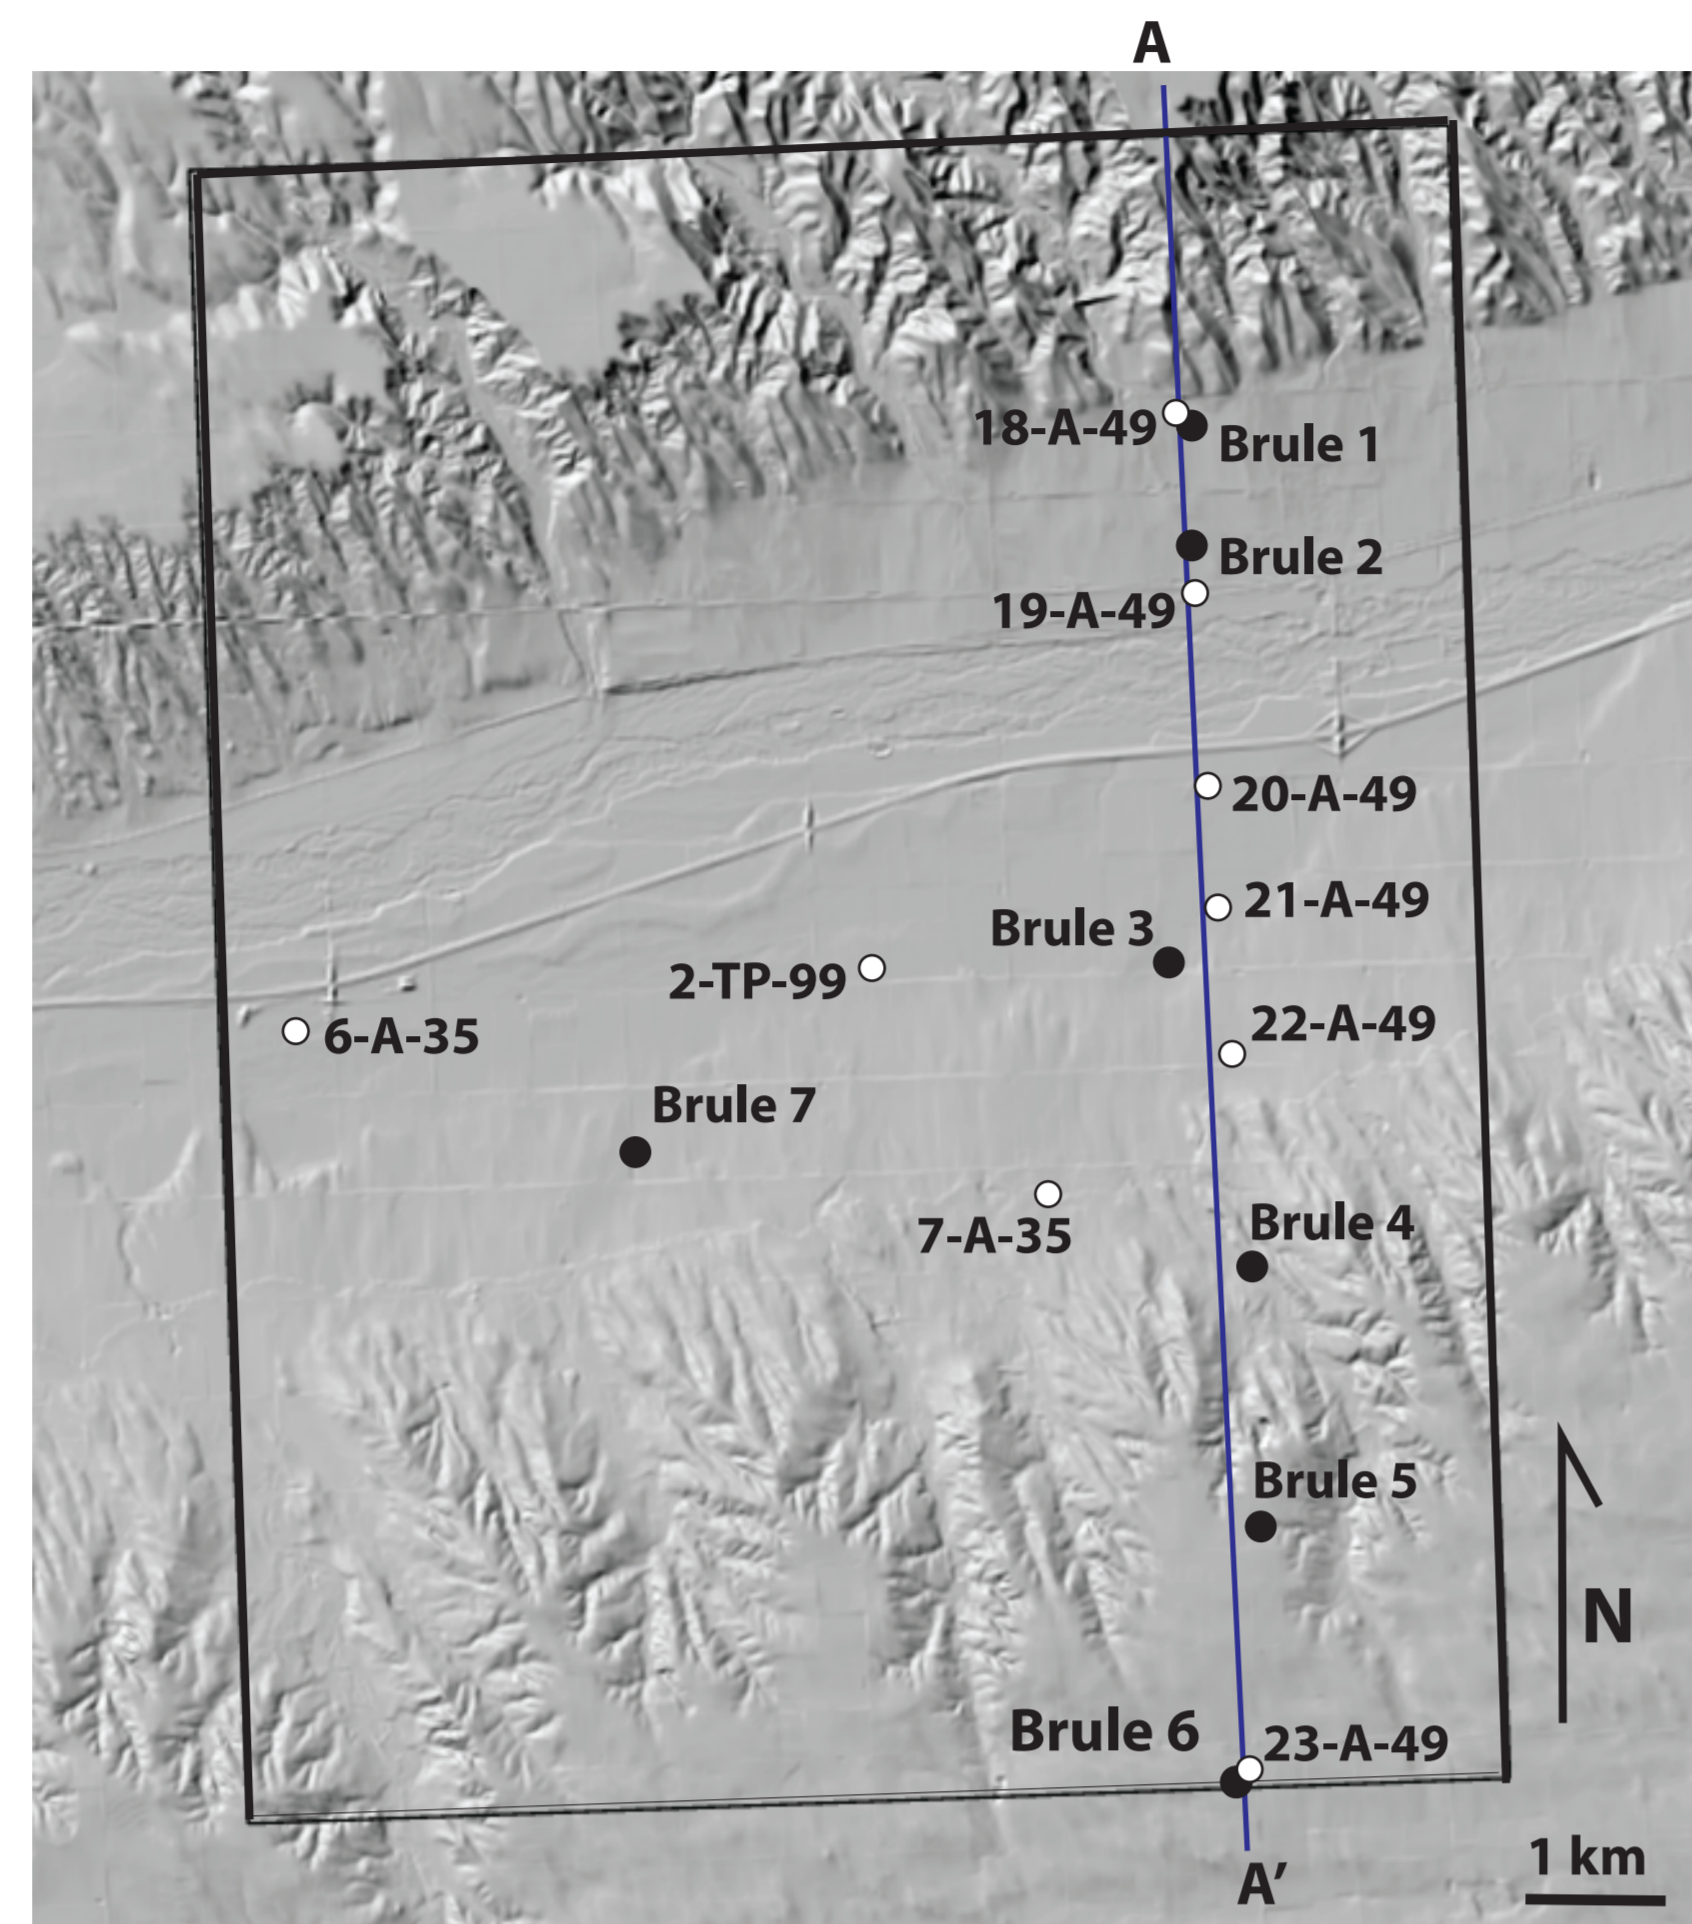 A
18-A-49
Brule 1
Brule 2
19-A-49
20-A-49
21-A-49
Brule 3
2-TP-99
22-A-49
6-A-35
Brule 7
Brule 4
7-A-35
Brule 5
N
Brule 6
23-A-49
1 km
A′